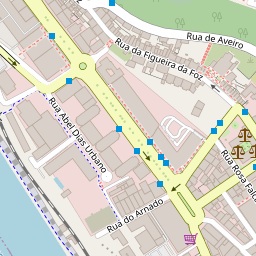 Rua de Aveiro
Rua da Figueira da Foz
Rua Abel Dias Urbano
Rua Rosa Falcão
Rua do Arnado